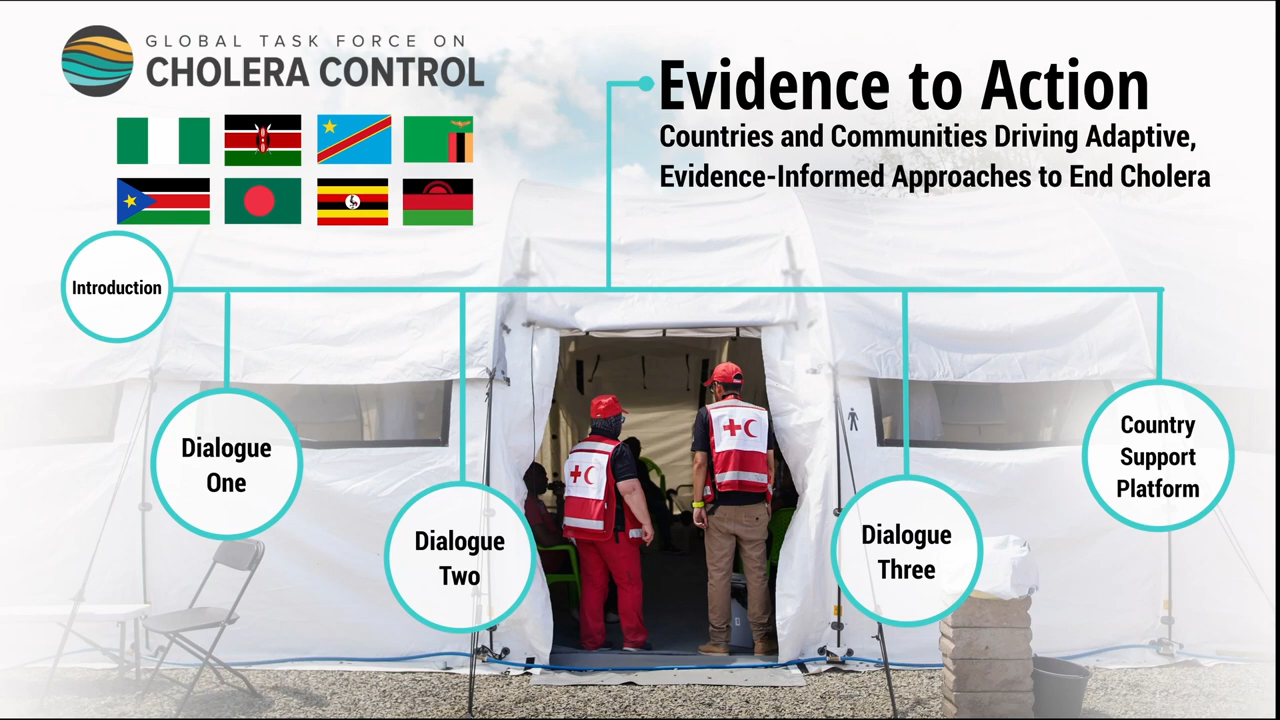 GLOBAL TASK FORCE ON
CHOLERA CONTROL
Evidence to Action
Countries and Communities Driving Adaptive,
Evidence-Informed Approaches to End Cholera
Introduction
Dialogue
One
Dialogue
Two
Dialogue
Three
Country
Support
Platform